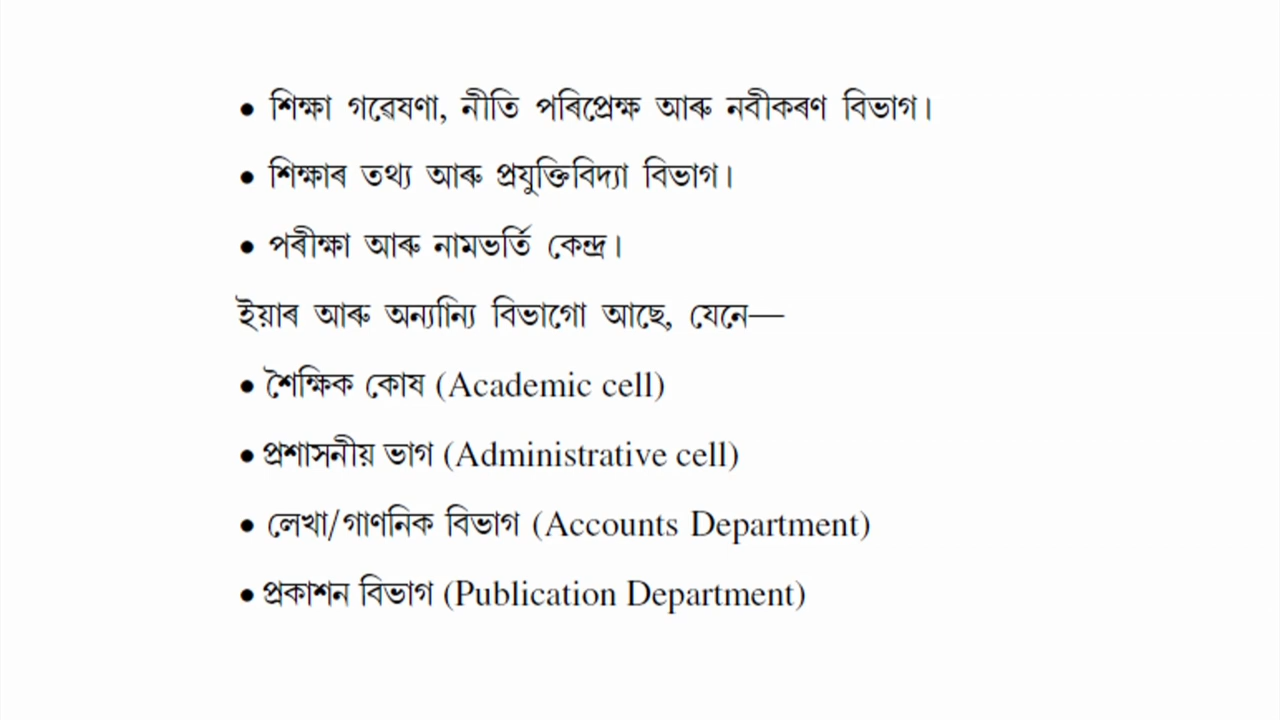 • শিক্ষা গৱেষণা, নীতি পৰিপ্ৰেক্ষ আৰু নবীকৰণ বিভাগ।
• শিক্ষাৰ তথ্য আৰু প্ৰযুক্তিবিদ্যা বিভাগ।
• পৰীক্ষা আৰু নামভৰ্তি কেন্দ্ৰ।
ইয়াৰ আৰু অন্যান্যি বিভাগো আছে, যেনে—
• শৈক্ষিক কোষ (Academic cell)
• প্ৰশাসনীয় ভাগ (Administrative cell)
• লেখা/গাণনিক বিভাগ (Accounts Department)
• প্ৰকাশন বিভাগ (Publication Department)